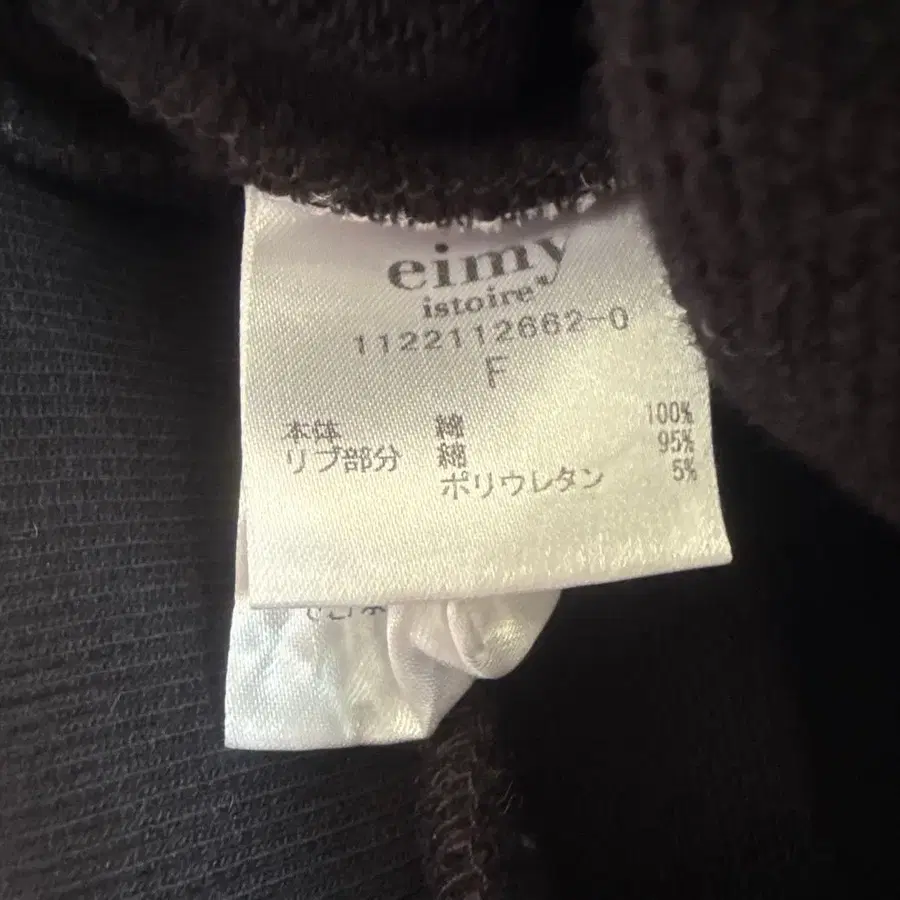 eimy
istoire
1122112662-0
F
本体 綿 100%
リブ部分 綿 95%
ポリウレタン 5%